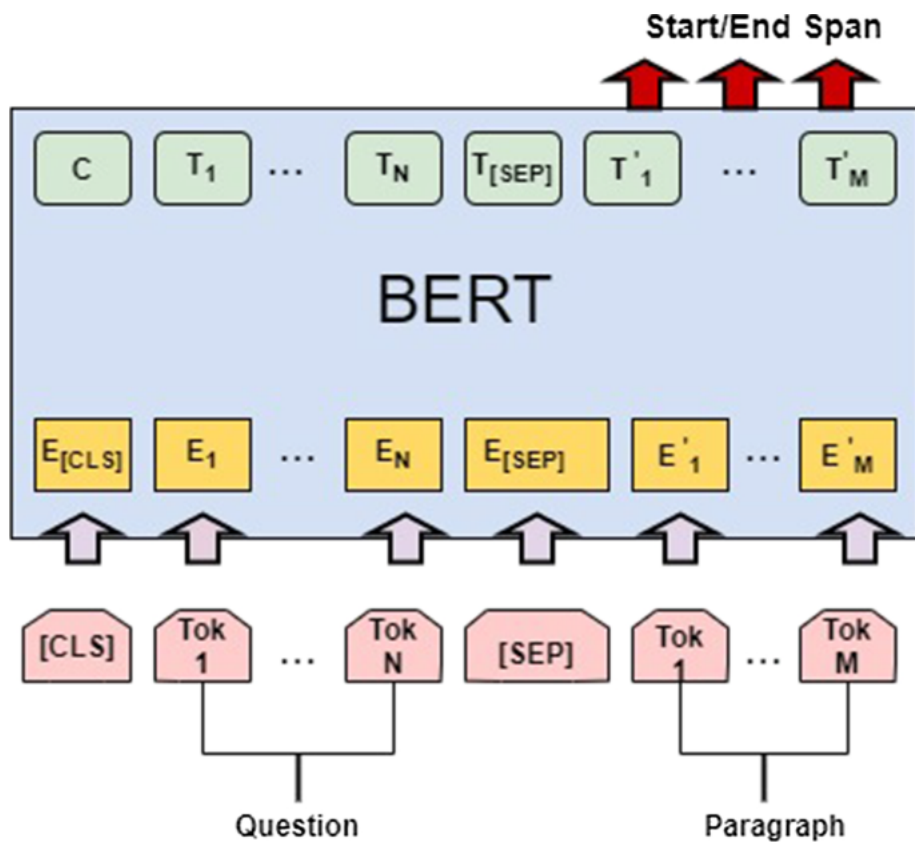 Start/End Span
C T1 ... TN T[SEP] T'1 ... T'M
BERT
E[CLS] E1 ... EN E[SEP] E'1 ... E'M
[CLS] Tok 1 ... Tok N [SEP] Tok 1 ... Tok M
Question Paragraph